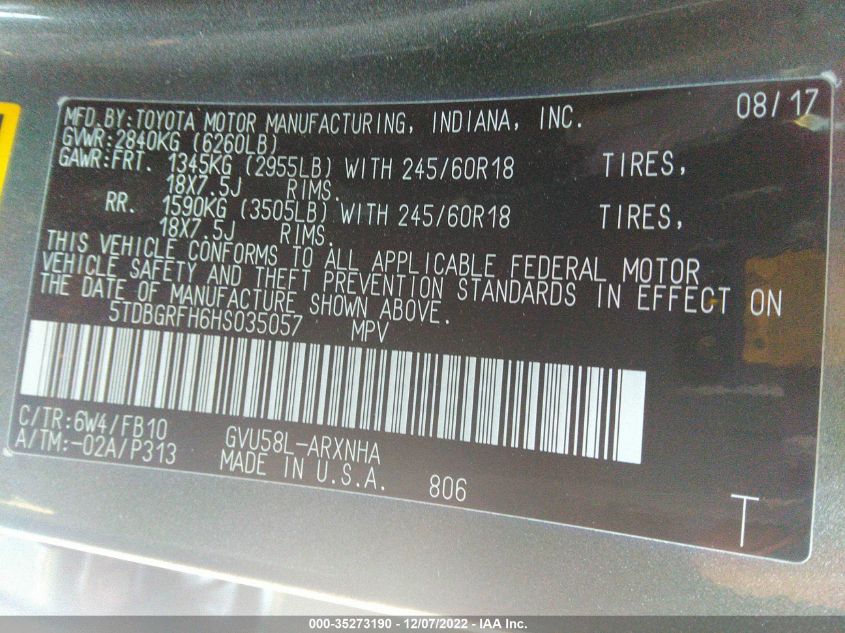 MFD.BY:TOYOTA MOTOR MANUFACTURING, INDIANA, INC. 08/17
GVWR:2840KG (6260LB)
GAWR:FRT. 1345KG (2955LB) WITH 245/60R18 TIRES,
18X7.5J RIMS.
RR. 1590KG (3505LB) WITH 245/60R18 TIRES,
18X7.5J RIMS.
THIS VEHICLE CONFORMS TO ALL APPLICABLE FEDERAL MOTOR
VEHICLE SAFETY AND THEFT PREVENTION STANDARDS IN EFFECT ON
THE DATE OF MANUFACTURE SHOWN ABOVE.
5TDBGRFH6HS035057 MPV
C/TR:6W4/FB10 GVU58L-ARXNHA
A/TM:-02A/P313 MADE IN U.S.A. 806
T
000-35273190 - 12/07/2022 - IAA Inc.